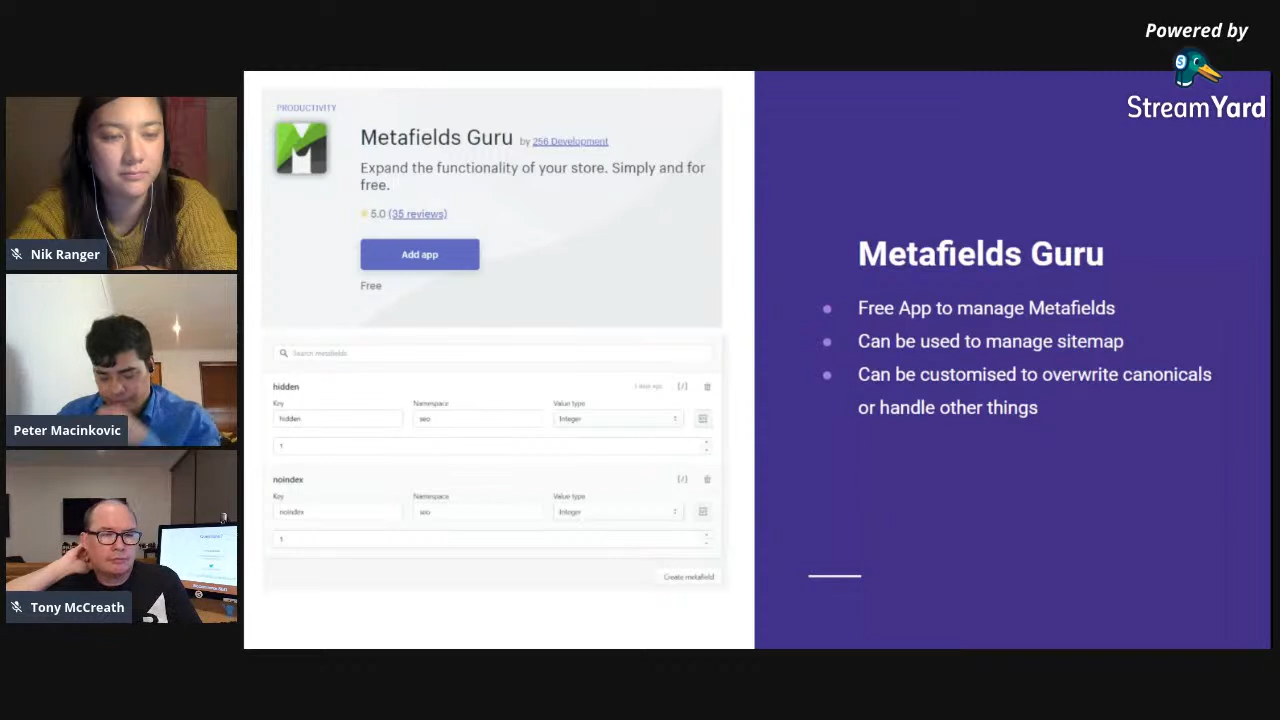 Powered by
StreamYard
Nik Ranger
Peter Macinkovic
Tony McCreath
PRODUCTIVITY
Metafields Guru by 256 Development
Expand the functionality of your store. Simply and for
free.
5.0 (35 reviews)
Add app
Free
Search metafields
hidden
Key Namespace Value type
hidden seo Integer
1
noindex
Key Namespace Value type
noindex seo Integer
1
Create metafield
Metafields Guru
Free App to manage Metafields
Can be used to manage sitemap
Can be customised to overwrite canonicals
or handle other things